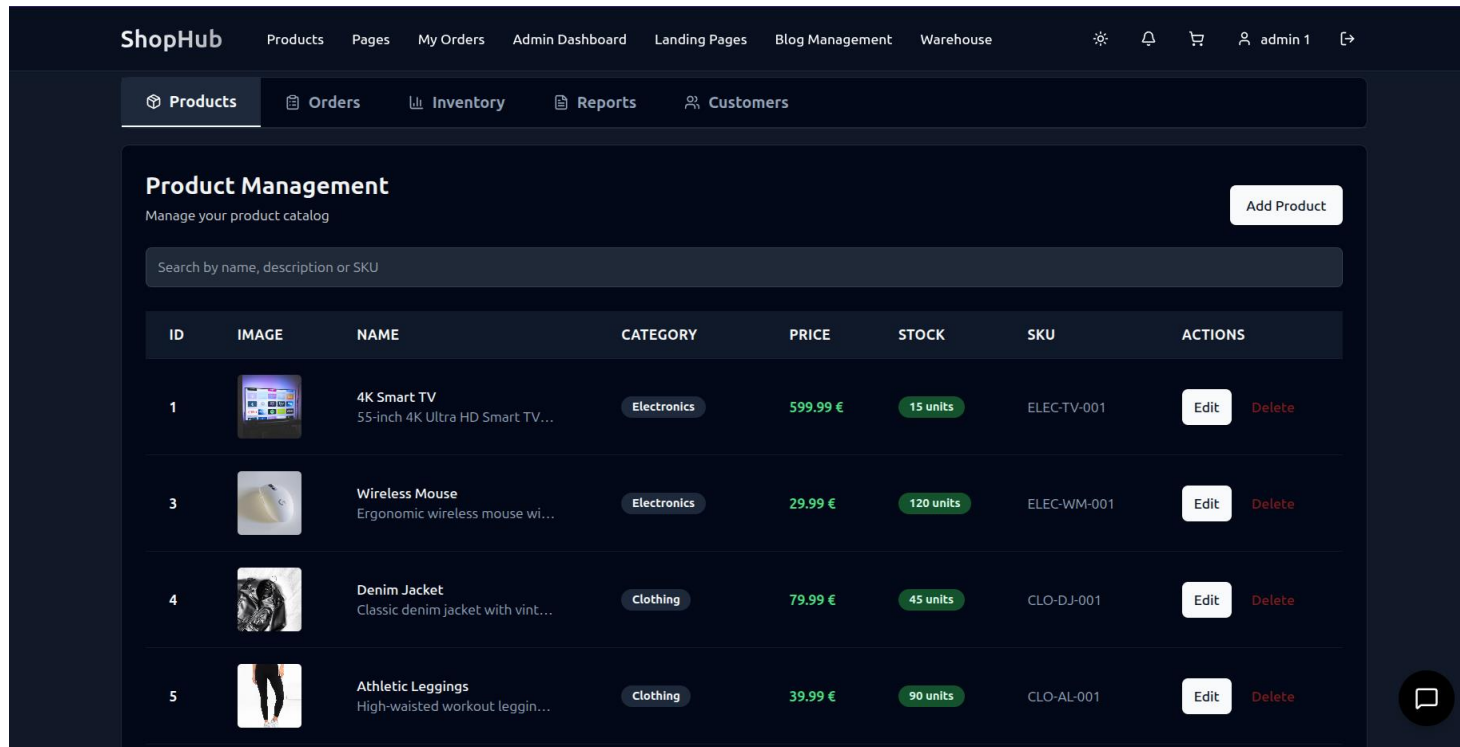 ShopHub Products Pages My Orders Admin Dashboard Landing Pages Blog Management Warehouse admin 1
Products Orders Inventory Reports Customers
Product Management
Manage your product catalog
Add Product
Search by name, description or SKU
ID IMAGE NAME CATEGORY PRICE STOCK SKU ACTIONS
1 4K Smart TV Electronics 599.99 € 15 units ELEC-TV-001 Edit Delete
55-inch 4K Ultra HD Smart TV...
3 Wireless Mouse Electronics 29.99 € 120 units ELEC-WM-001 Edit Delete
Ergonomic wireless mouse wi...
4 Denim Jacket Clothing 79.99 € 45 units CLO-DJ-001 Edit Delete
Classic denim jacket with vint...
5 Athletic Leggings Clothing 39.99 € 90 units CLO-AL-001 Edit Delete
High-waisted workout leggin...